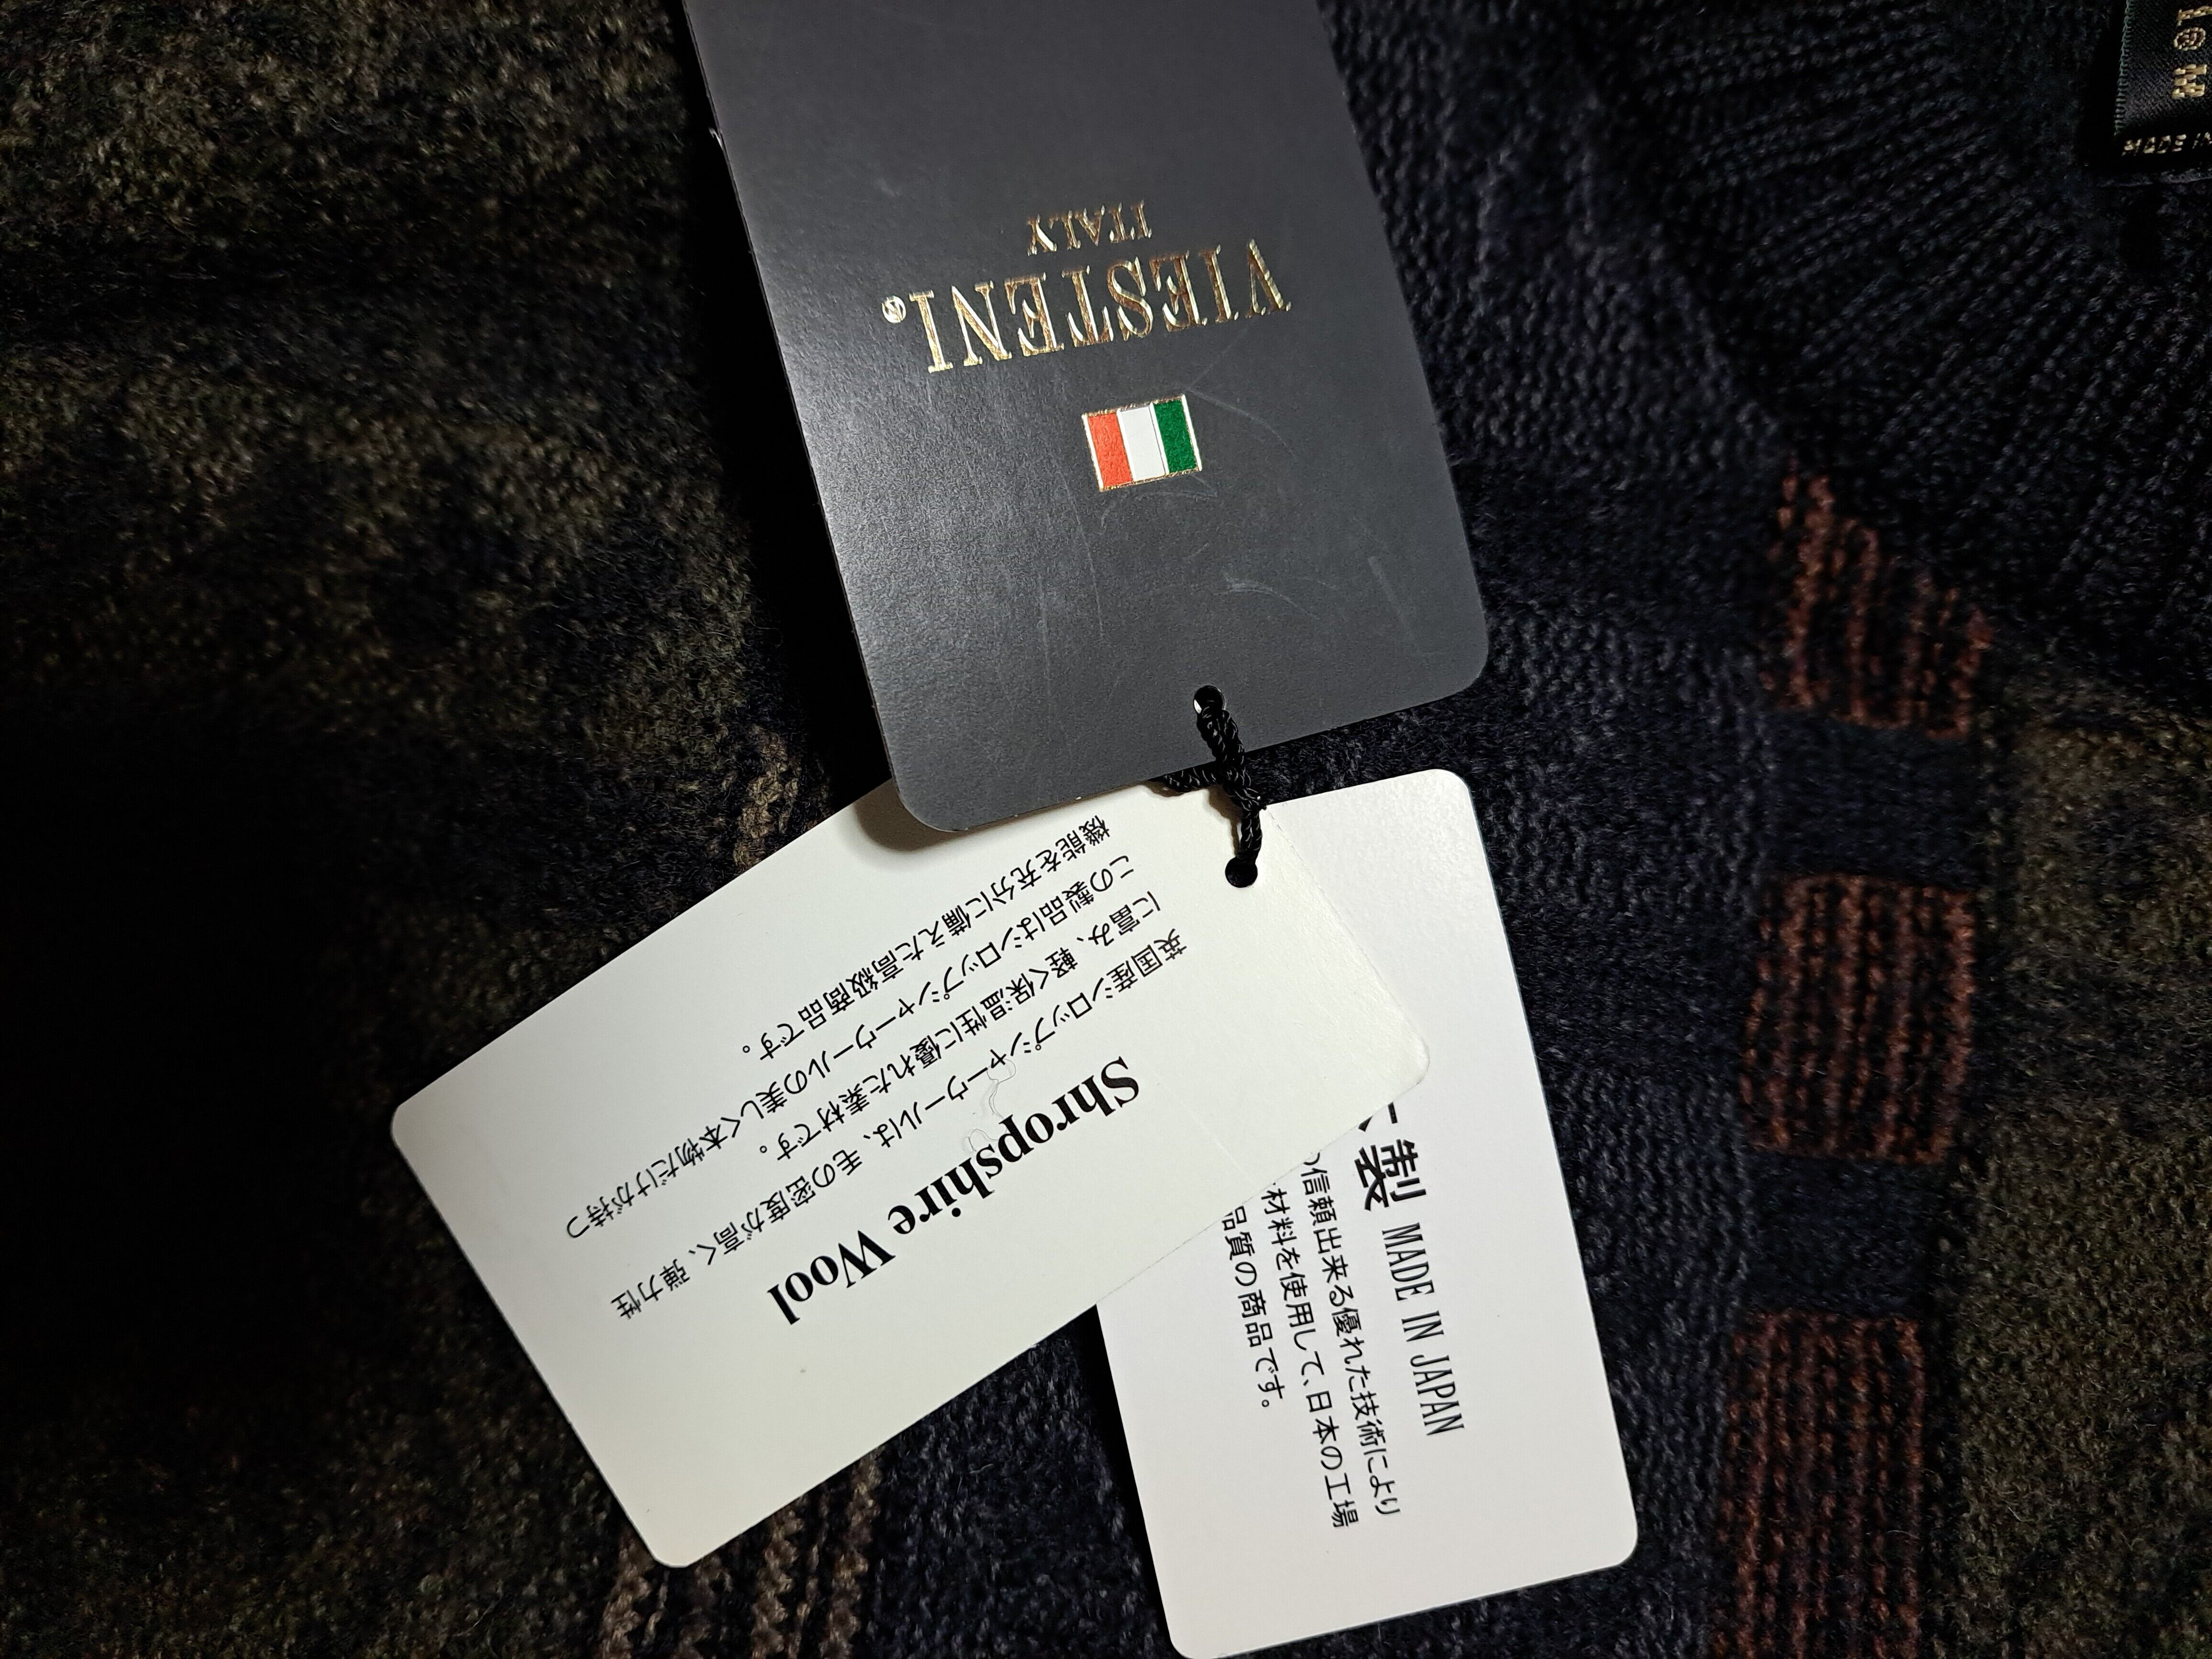 VIESTENI®
ITALY
Shropshire Wool
英国産シロップシャーウールは、毛の密度が高く、弾力性
に富み、軽く保温性に優れた素材です。
この製品はシロップシャーウールの美しく本物だけが持つ
機能を充分に備えた高級商品です。
製 MADE IN JAPAN
信頼出来る優れた技術により
材料を使用して、日本の工場
品質の商品です。
MADE IN